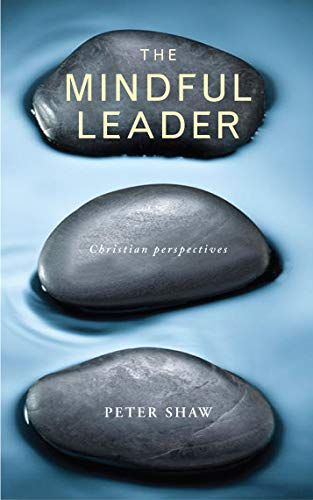 THE
MINDFUL
LEADER
Christian perspectives
PETER SHAW